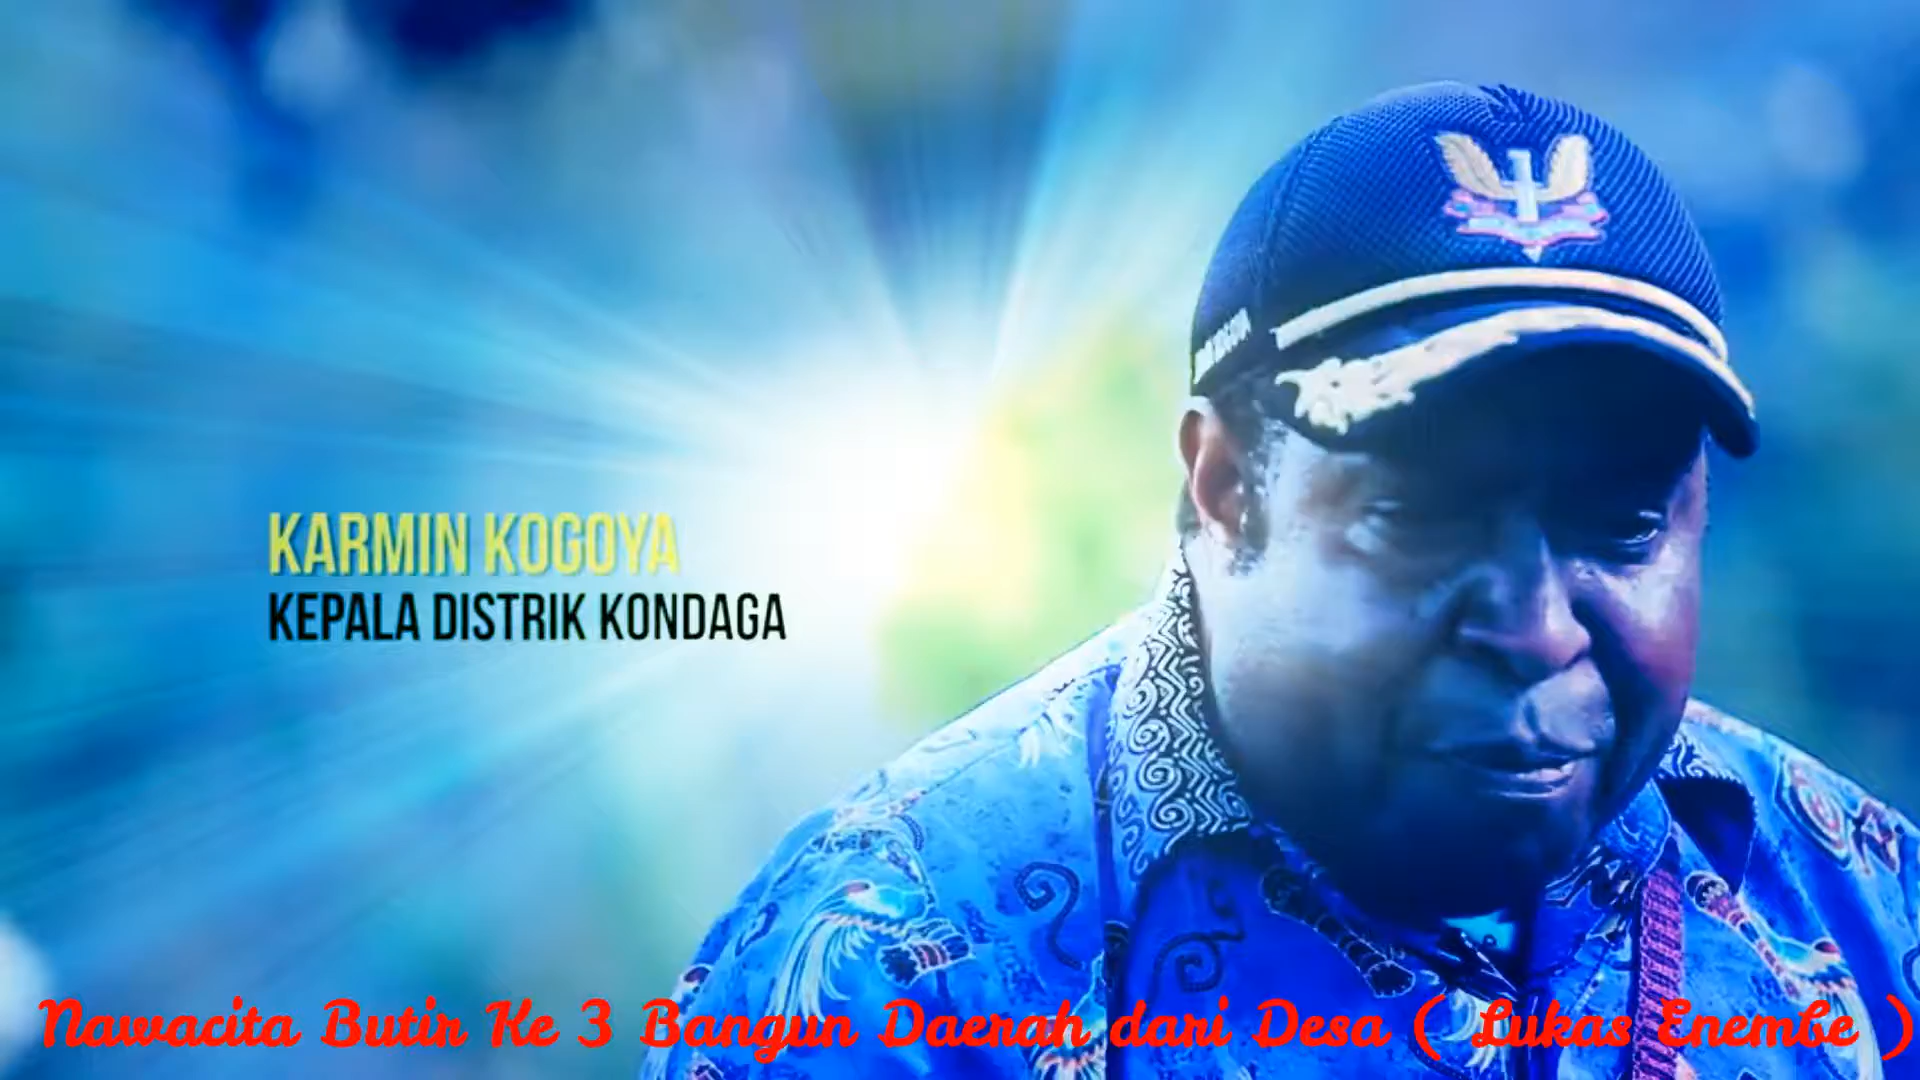 KARMIN KOGOYA
KEPALA DISTRIK KONDAGA
Nawacita Butir Ke 3 Bangun Daerah dari Desa ( Lukas Enembe )